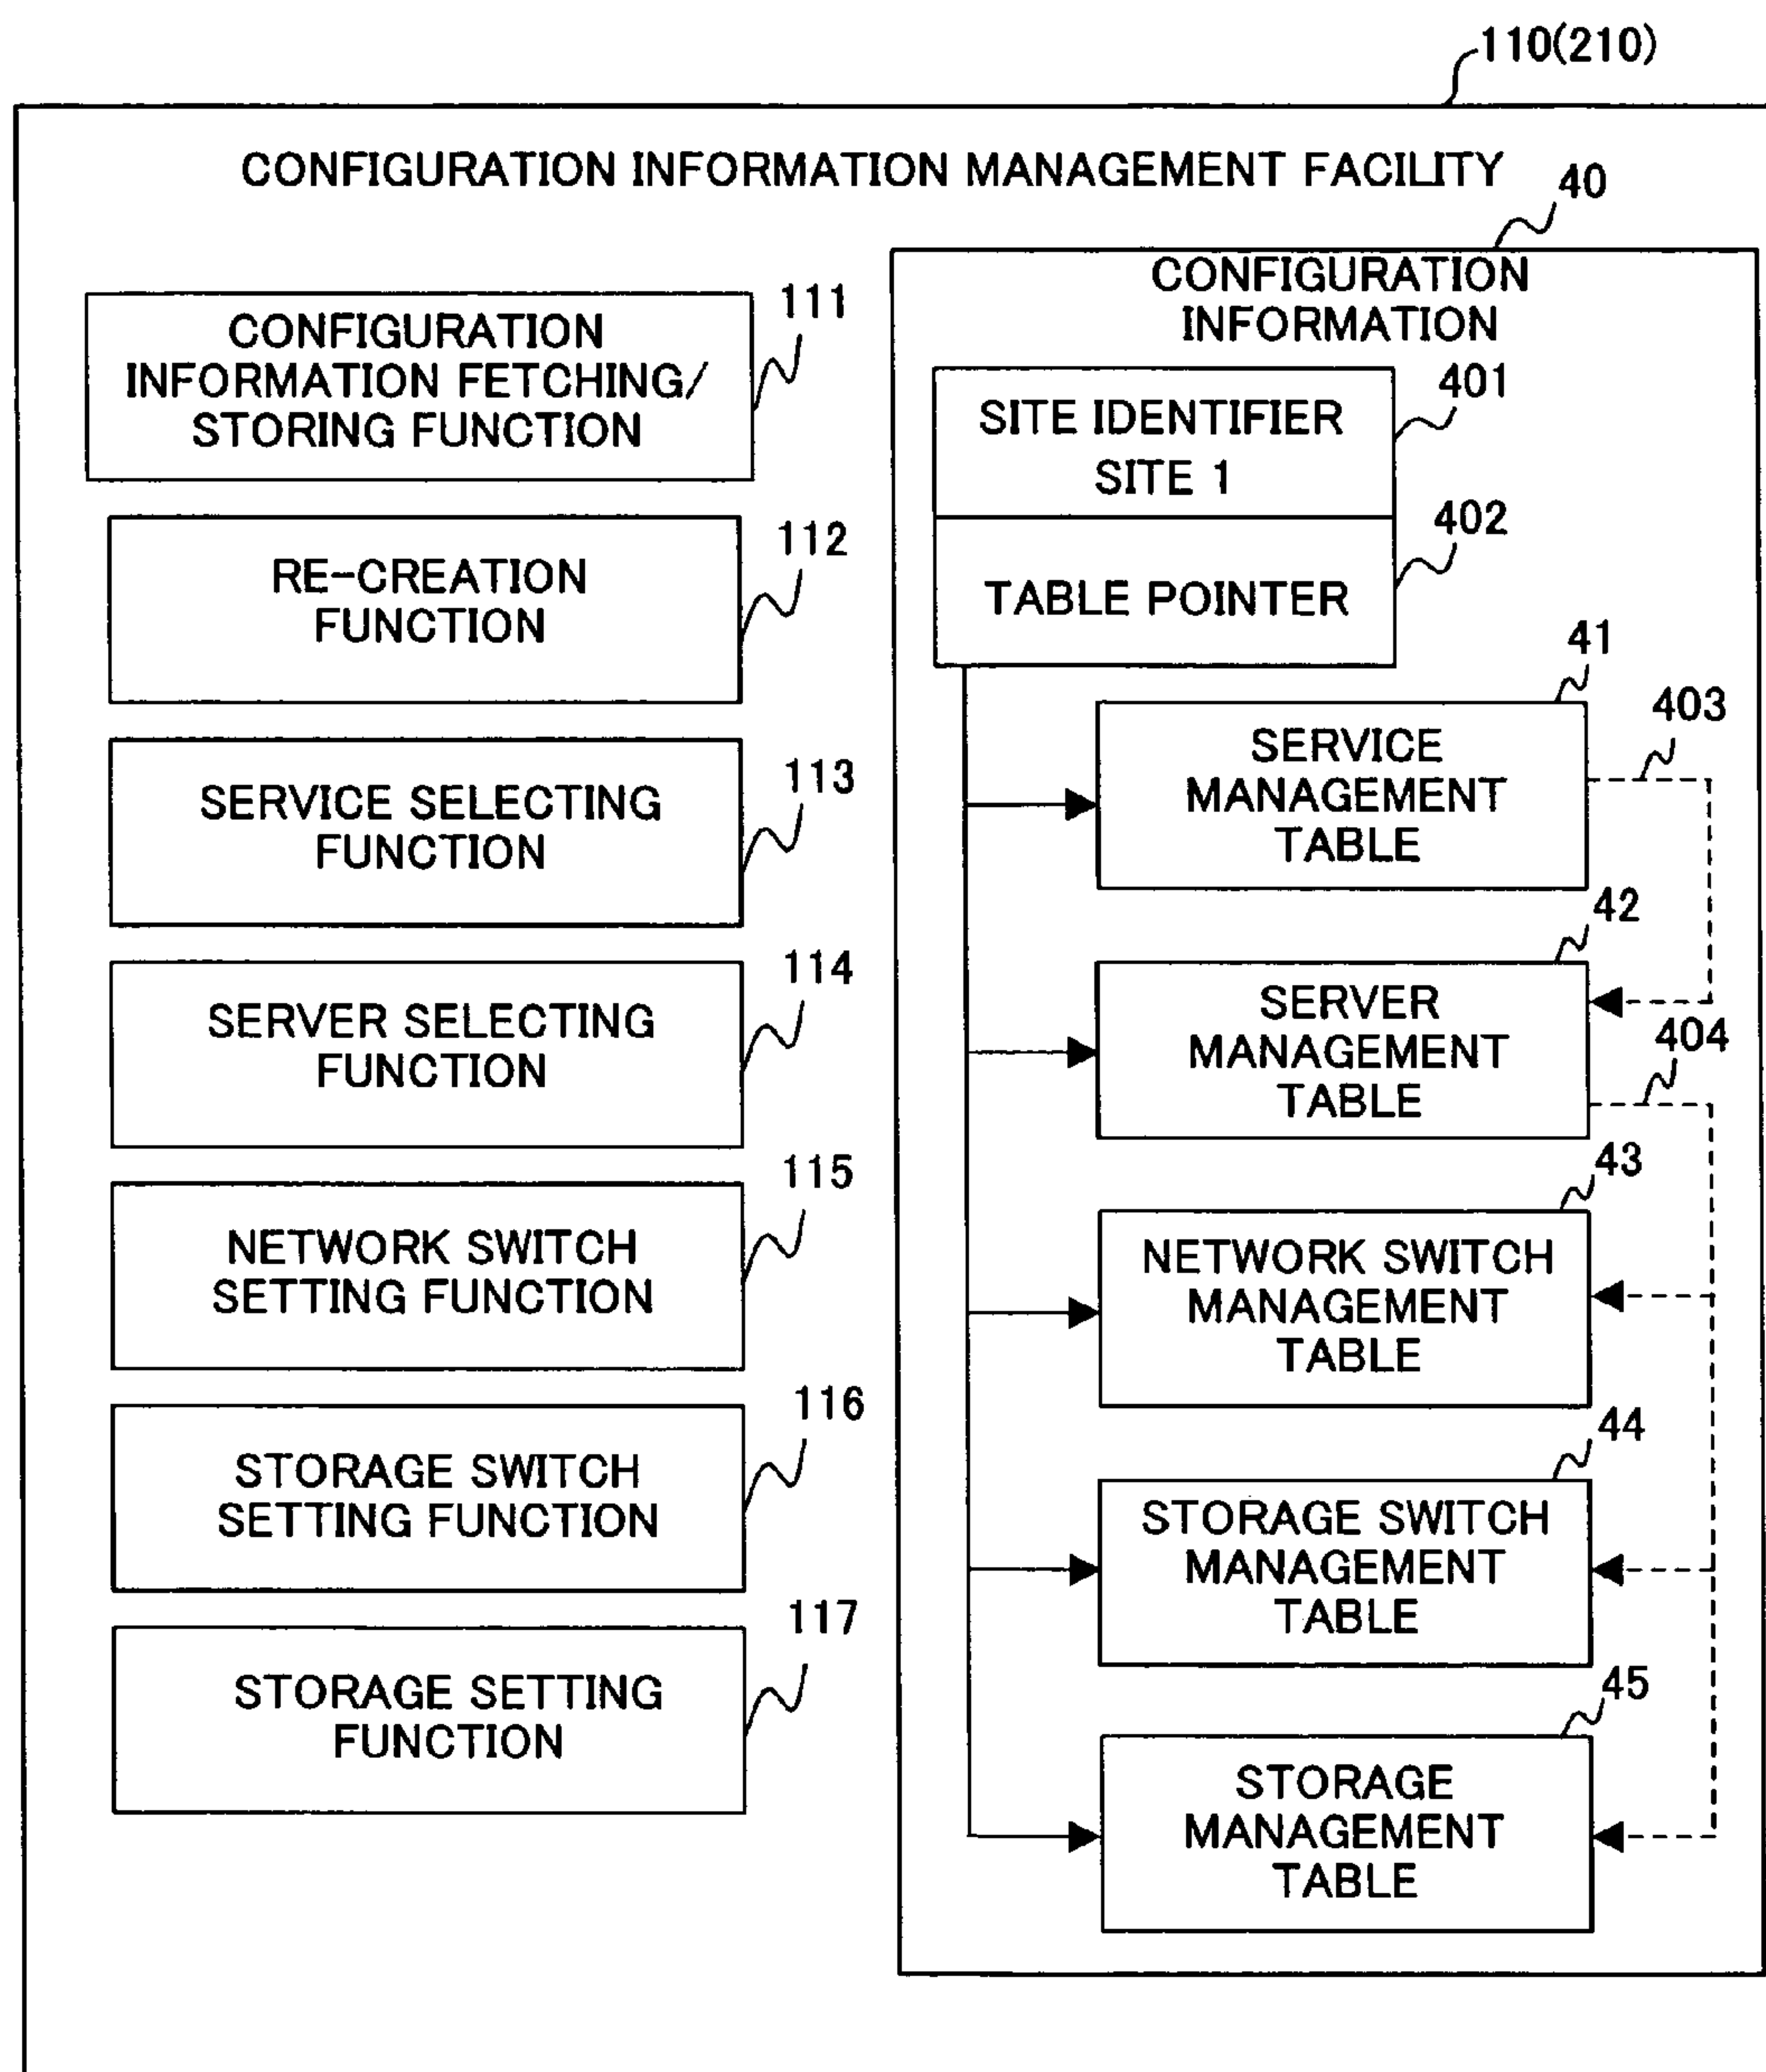 110(210)
CONFIGURATION INFORMATION MANAGEMENT FACILITY
40
CONFIGURATION
INFORMATION FETCHING/
STORING FUNCTION
111
RE-CREATION
FUNCTION
112
SERVICE SELECTING
FUNCTION
113
SERVER SELECTING
FUNCTION
114
NETWORK SWITCH
SETTING FUNCTION
115
STORAGE SWITCH
SETTING FUNCTION
116
STORAGE SETTING
FUNCTION
117
CONFIGURATION
INFORMATION
SITE IDENTIFIER
SITE 1
401
TABLE POINTER
402
SERVICE
MANAGEMENT
TABLE
41
403
SERVER
MANAGEMENT
TABLE
42
404
NETWORK SWITCH
MANAGEMENT
TABLE
43
STORAGE SWITCH
MANAGEMENT
TABLE
44
STORAGE
MANAGEMENT
TABLE
45